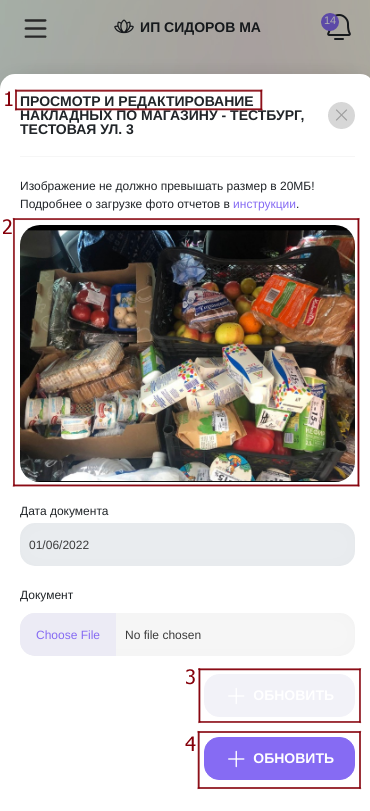 ИП СИДОРОВ МА
14
1
ПРОСМОТР И РЕДАКТИРОВАНИЕ
НАКЛАДНЫХ ПО МАГАЗИНУ - ТЕСТБУРГ,
ТЕСТОВАЯ УЛ. 3
Изображение не должно превышать размер в 20МБ!
Подробнее о загрузке фото отчетов в инструкции.
2
Дата документа
01/06/2022
Документ
Choose File No file chosen
3
ОБНОВИТЬ
4
ОБНОВИТЬ